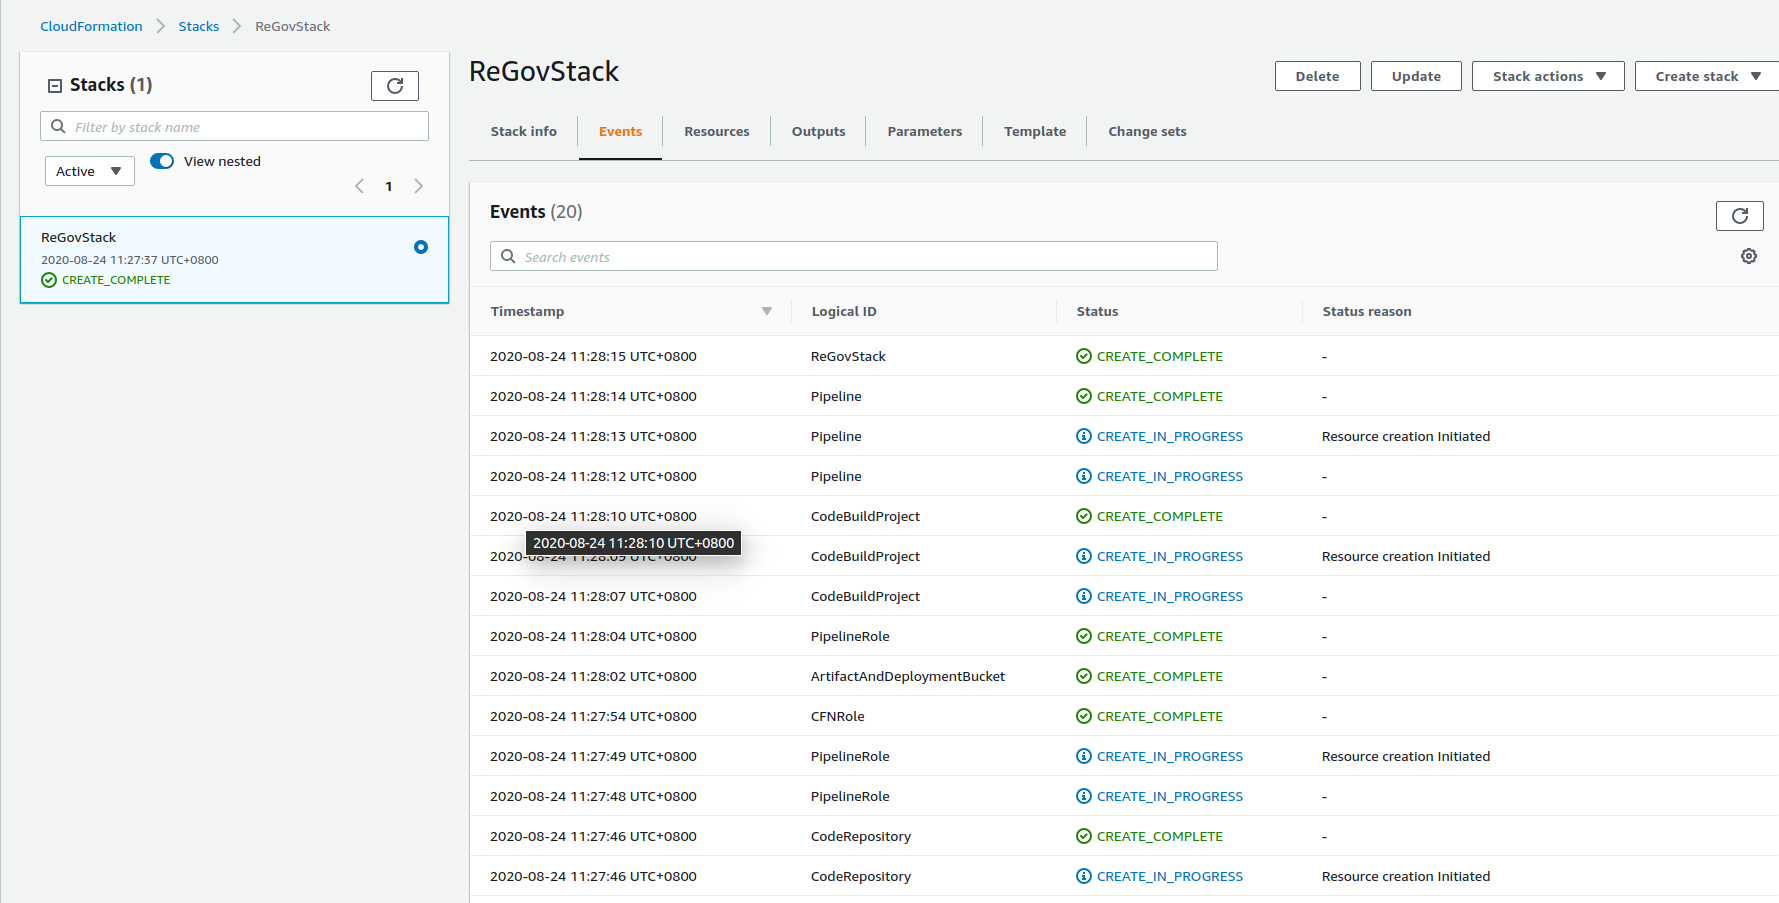 CloudFormation > Stacks > ReGovStack
Stacks (1)
Filter by stack name
Active
View nested
1
ReGovStack
2020-08-24 11:27:37 UTC+0800
CREATE_COMPLETE
ReGovStack
Delete
Update
Stack actions
Create stack
Stack info
Events
Resources
Outputs
Parameters
Template
Change sets
Events (20)
Search events
Timestamp Logical ID Status Status reason
2020-08-24 11:28:15 UTC+0800 ReGovStack CREATE_COMPLETE -
2020-08-24 11:28:14 UTC+0800 Pipeline CREATE_COMPLETE -
2020-08-24 11:28:13 UTC+0800 Pipeline CREATE_IN_PROGRESS Resource creation Initiated
2020-08-24 11:28:12 UTC+0800 Pipeline CREATE_IN_PROGRESS -
2020-08-24 11:28:10 UTC+0800 CodeBuildProject CREATE_COMPLETE -
2020-08-24 11:28:10 UTC+0800
2020-08-24 11:28:09 UTC+0800 CodeBuildProject CREATE_IN_PROGRESS Resource creation Initiated
2020-08-24 11:28:07 UTC+0800 CodeBuildProject CREATE_IN_PROGRESS -
2020-08-24 11:28:04 UTC+0800 PipelineRole CREATE_COMPLETE -
2020-08-24 11:28:02 UTC+0800 ArtifactAndDeploymentBucket CREATE_COMPLETE -
2020-08-24 11:27:54 UTC+0800 CFNRole CREATE_COMPLETE -
2020-08-24 11:27:49 UTC+0800 PipelineRole CREATE_IN_PROGRESS Resource creation Initiated
2020-08-24 11:27:48 UTC+0800 PipelineRole CREATE_IN_PROGRESS -
2020-08-24 11:27:46 UTC+0800 CodeRepository CREATE_COMPLETE -
2020-08-24 11:27:46 UTC+0800 CodeRepository CREATE_IN_PROGRESS Resource creation Initiated